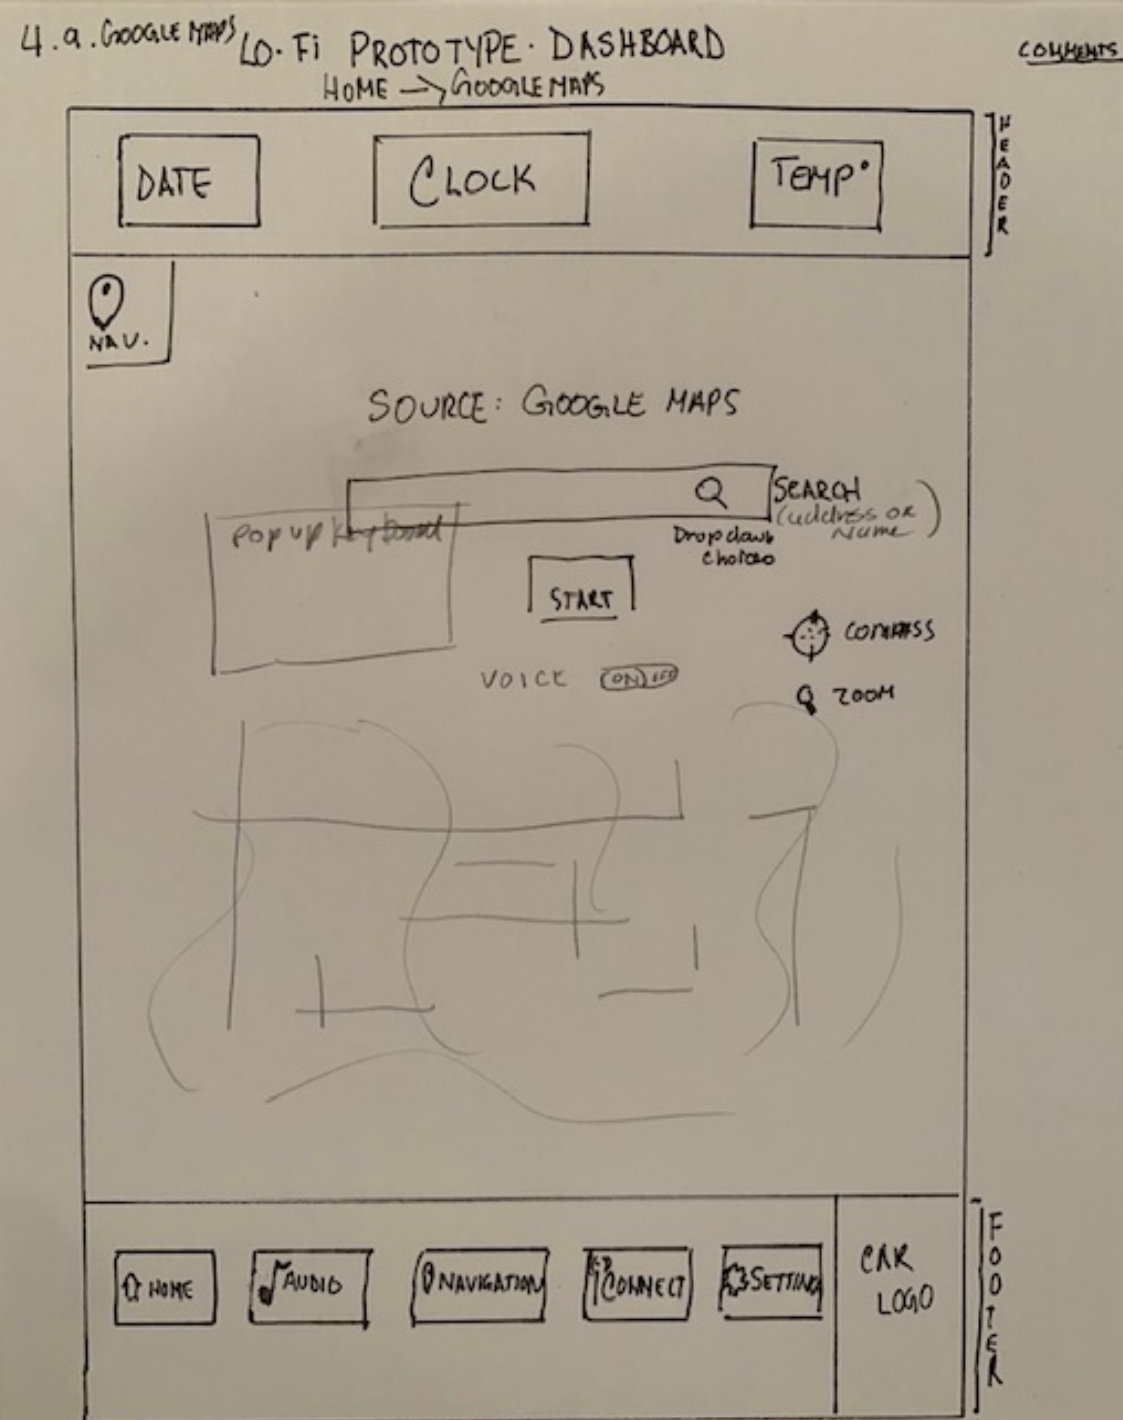 4.a. GOOGLE MAPS
LO-Fi PROTOTYPE. DASHBOARD
COMMENTS
HOME -> GOOGLE MAPS
DATE
CLOCK
TEMP°
HEADER
NAV.
SOURCE: GOOGLE MAPS
SEARCH
(address or
Name)
Pop up keyboard
Dropdown
choices
START
COMPASS
VOICE ON OFF
ZOOM
HOME
AUDIO
NAVIGATION
CONNECT
SETTING
CAR
LOGO
FOOTER